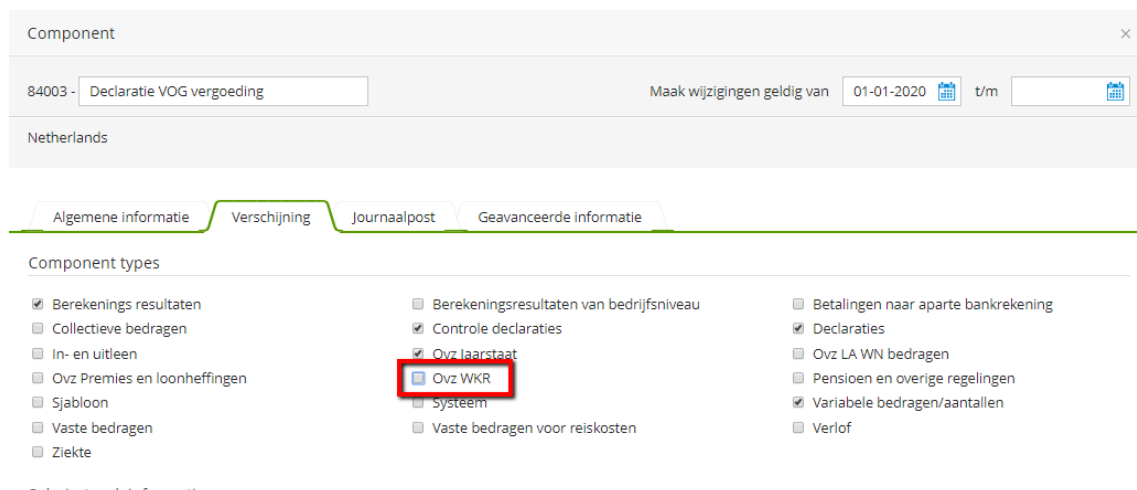 Component ×
84003 - Declaratie VOG vergoeding Maak wijzigingen geldig van 01-01-2020 t/m
Netherlands
Algemene informatie Verschijning Journaalpost Geavanceerde informatie
Component types
Berekenings resultaten Berekeningsresultaten van bedrijfsniveau Betalingen naar aparte bankrekening
Collectieve bedragen Controle declaraties Declaraties
In- en uitleen Ovz Jaarstaat Ovz LA WN bedragen
Ovz Premies en loonheffingen Ovz WKR Pensioen en overige regelingen
Sjabloon Systeem Variabele bedragen/aantallen
Vaste bedragen Vaste bedragen voor reiskosten Verlof
Ziekte